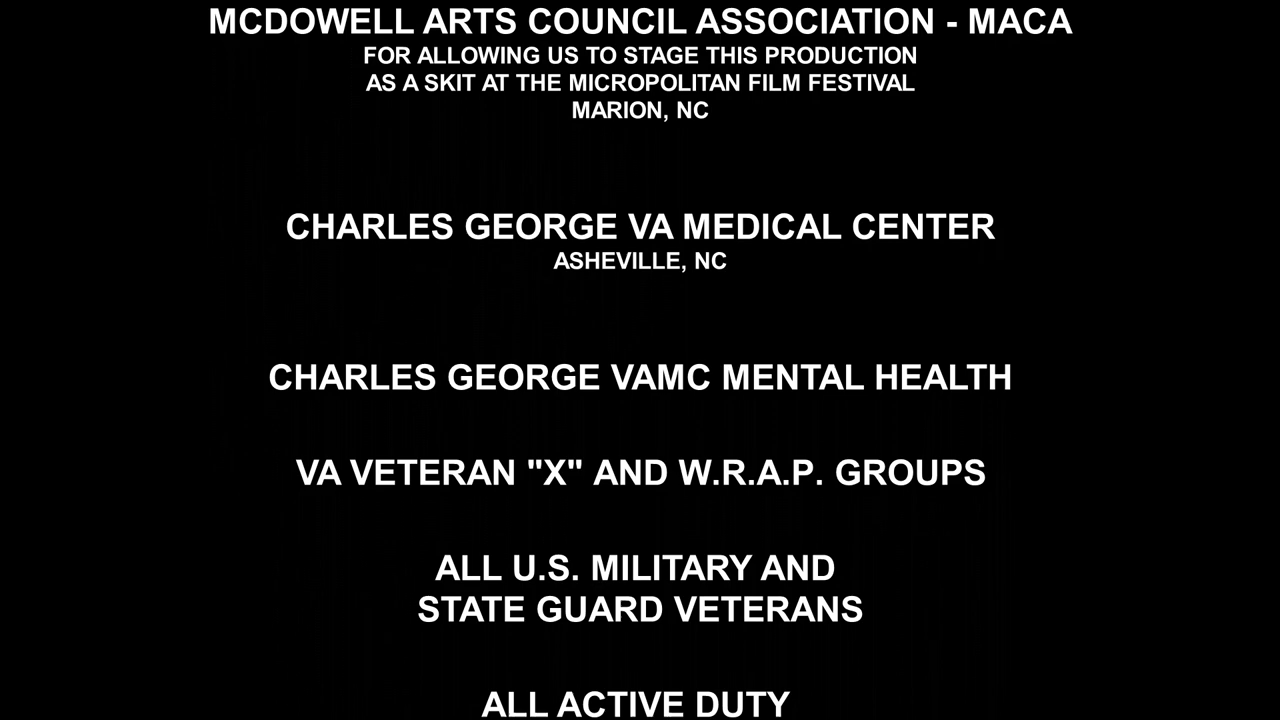 MCDOWELL ARTS COUNCIL ASSOCIATION - MACA
FOR ALLOWING US TO STAGE THIS PRODUCTION
AS A SKIT AT THE MICROPOLITAN FILM FESTIVAL
MARION, NC
CHARLES GEORGE VA MEDICAL CENTER
ASHEVILLE, NC
CHARLES GEORGE VAMC MENTAL HEALTH
VA VETERAN "X" AND W.R.A.P. GROUPS
ALL U.S. MILITARY AND
STATE GUARD VETERANS
ALL ACTIVE DUTY